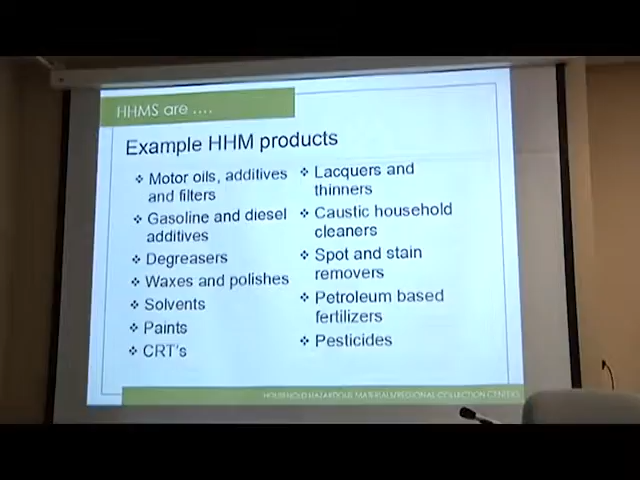 HHMS are ....
Example HHM products
❖ Motor oils, additives
and filters
❖ Gasoline and diesel
additives
❖ Degreasers
❖ Waxes and polishes
❖ Solvents
❖ Paints
❖ CRT's
❖ Lacquers and
thinners
❖ Caustic household
cleaners
❖ Spot and stain
removers
❖ Petroleum based
fertilizers
❖ Pesticides
HOUSEHOLD HAZARDOUS MATERIALS/REGIONAL COLLECTION CENTERS